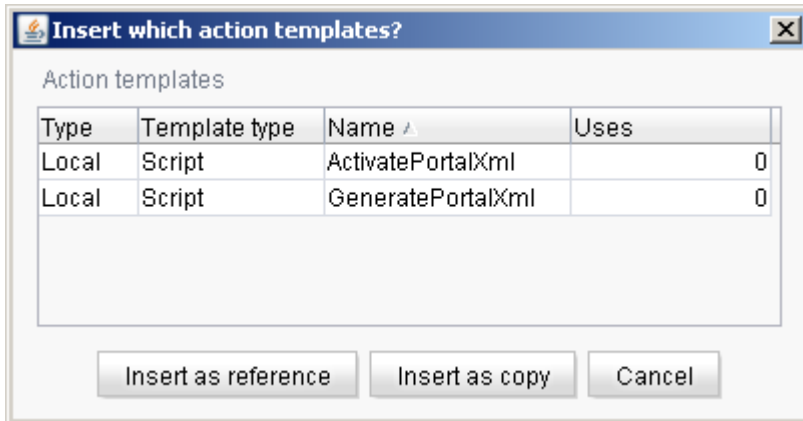 Insert which action templates?
Action templates
Type Template type Name Uses
Local Script ActivatePortalXml 0
Local Script GeneratePortalXml 0
Insert as reference Insert as copy Cancel